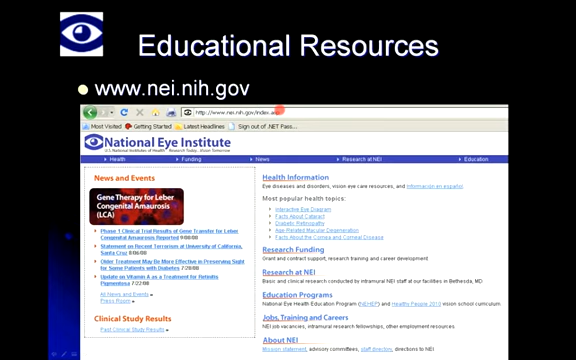 Educational Resources
www.nei.nih.gov
http://www.nei.nih.gov/index.asp
Most Visited Getting Started Latest Headlines Sign out of .NET Pass...
National Eye Institute
U.S. National Institutes of Health Research Today...Vision Tomorrow
Health Funding News Research at NEI Education
News and Events
Gene Therapy for Leber
Congenital Amaurosis
(LCA)
Phase 1 Clinical Trial Results of Gene Transfer for Leber
Congenital Amaurosis Reported
Statement on Recent Terrorism at University of California,
Santa Cruz
Older Treatment May Be More Effective in Preserving Sight
for Some Patients with Diabetes
Update on Vitamin A as a Treatment for Retinitis
Pigmentosa
All News and Events
Press Room
Clinical Study Results
Past Clinical Study Results
Health Information
Eye diseases and disorders, vision eye care resources, and información en español.
Most popular health topics:
Interactive Eye Diagram
Facts About Cataract
Diabetic Retinopathy
Age-Related Macular Degeneration
Facts About the Cornea and Corneal Disease
Research Funding
Grant and contract support, research training and career development.
Research at NEI
Basic and clinical research conducted by intramural NEI staff at our facilities in Bethesda, MD
Education Programs
National Eye Health Education Program (NEHEP) and Healthy People 2010 vision school curriculum.
Jobs, Training and Careers
NEI job vacancies, intramural research fellowships, other employment resources.
About NEI
Mission statement, advisory committees, staff directory, directions to NEI